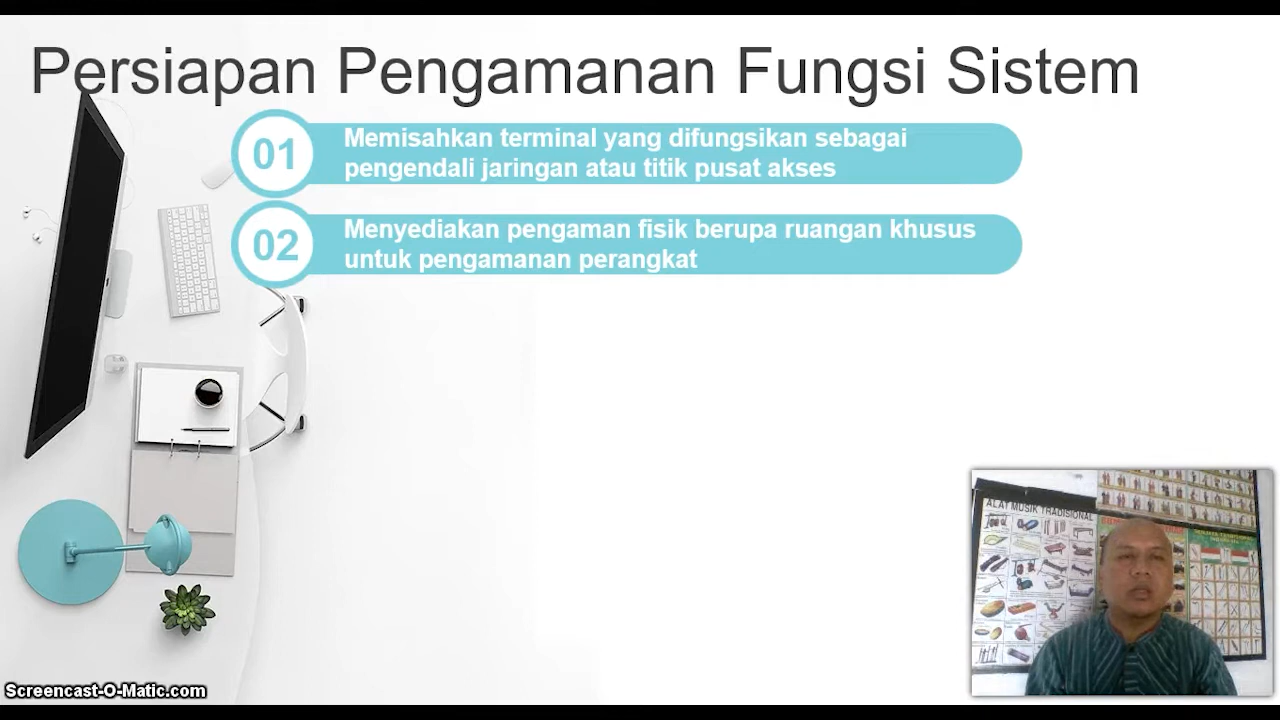 Persiapan Pengamanan Fungsi Sistem
01
Memisahkan terminal yang difungsikan sebagai
pengendali jaringan atau titik pusat akses
02
Menyediakan pengaman fisik berupa ruangan khusus
untuk pengamanan perangkat
ALAT MUSIK TRADISIONAL
Screencast-O-Matic.com